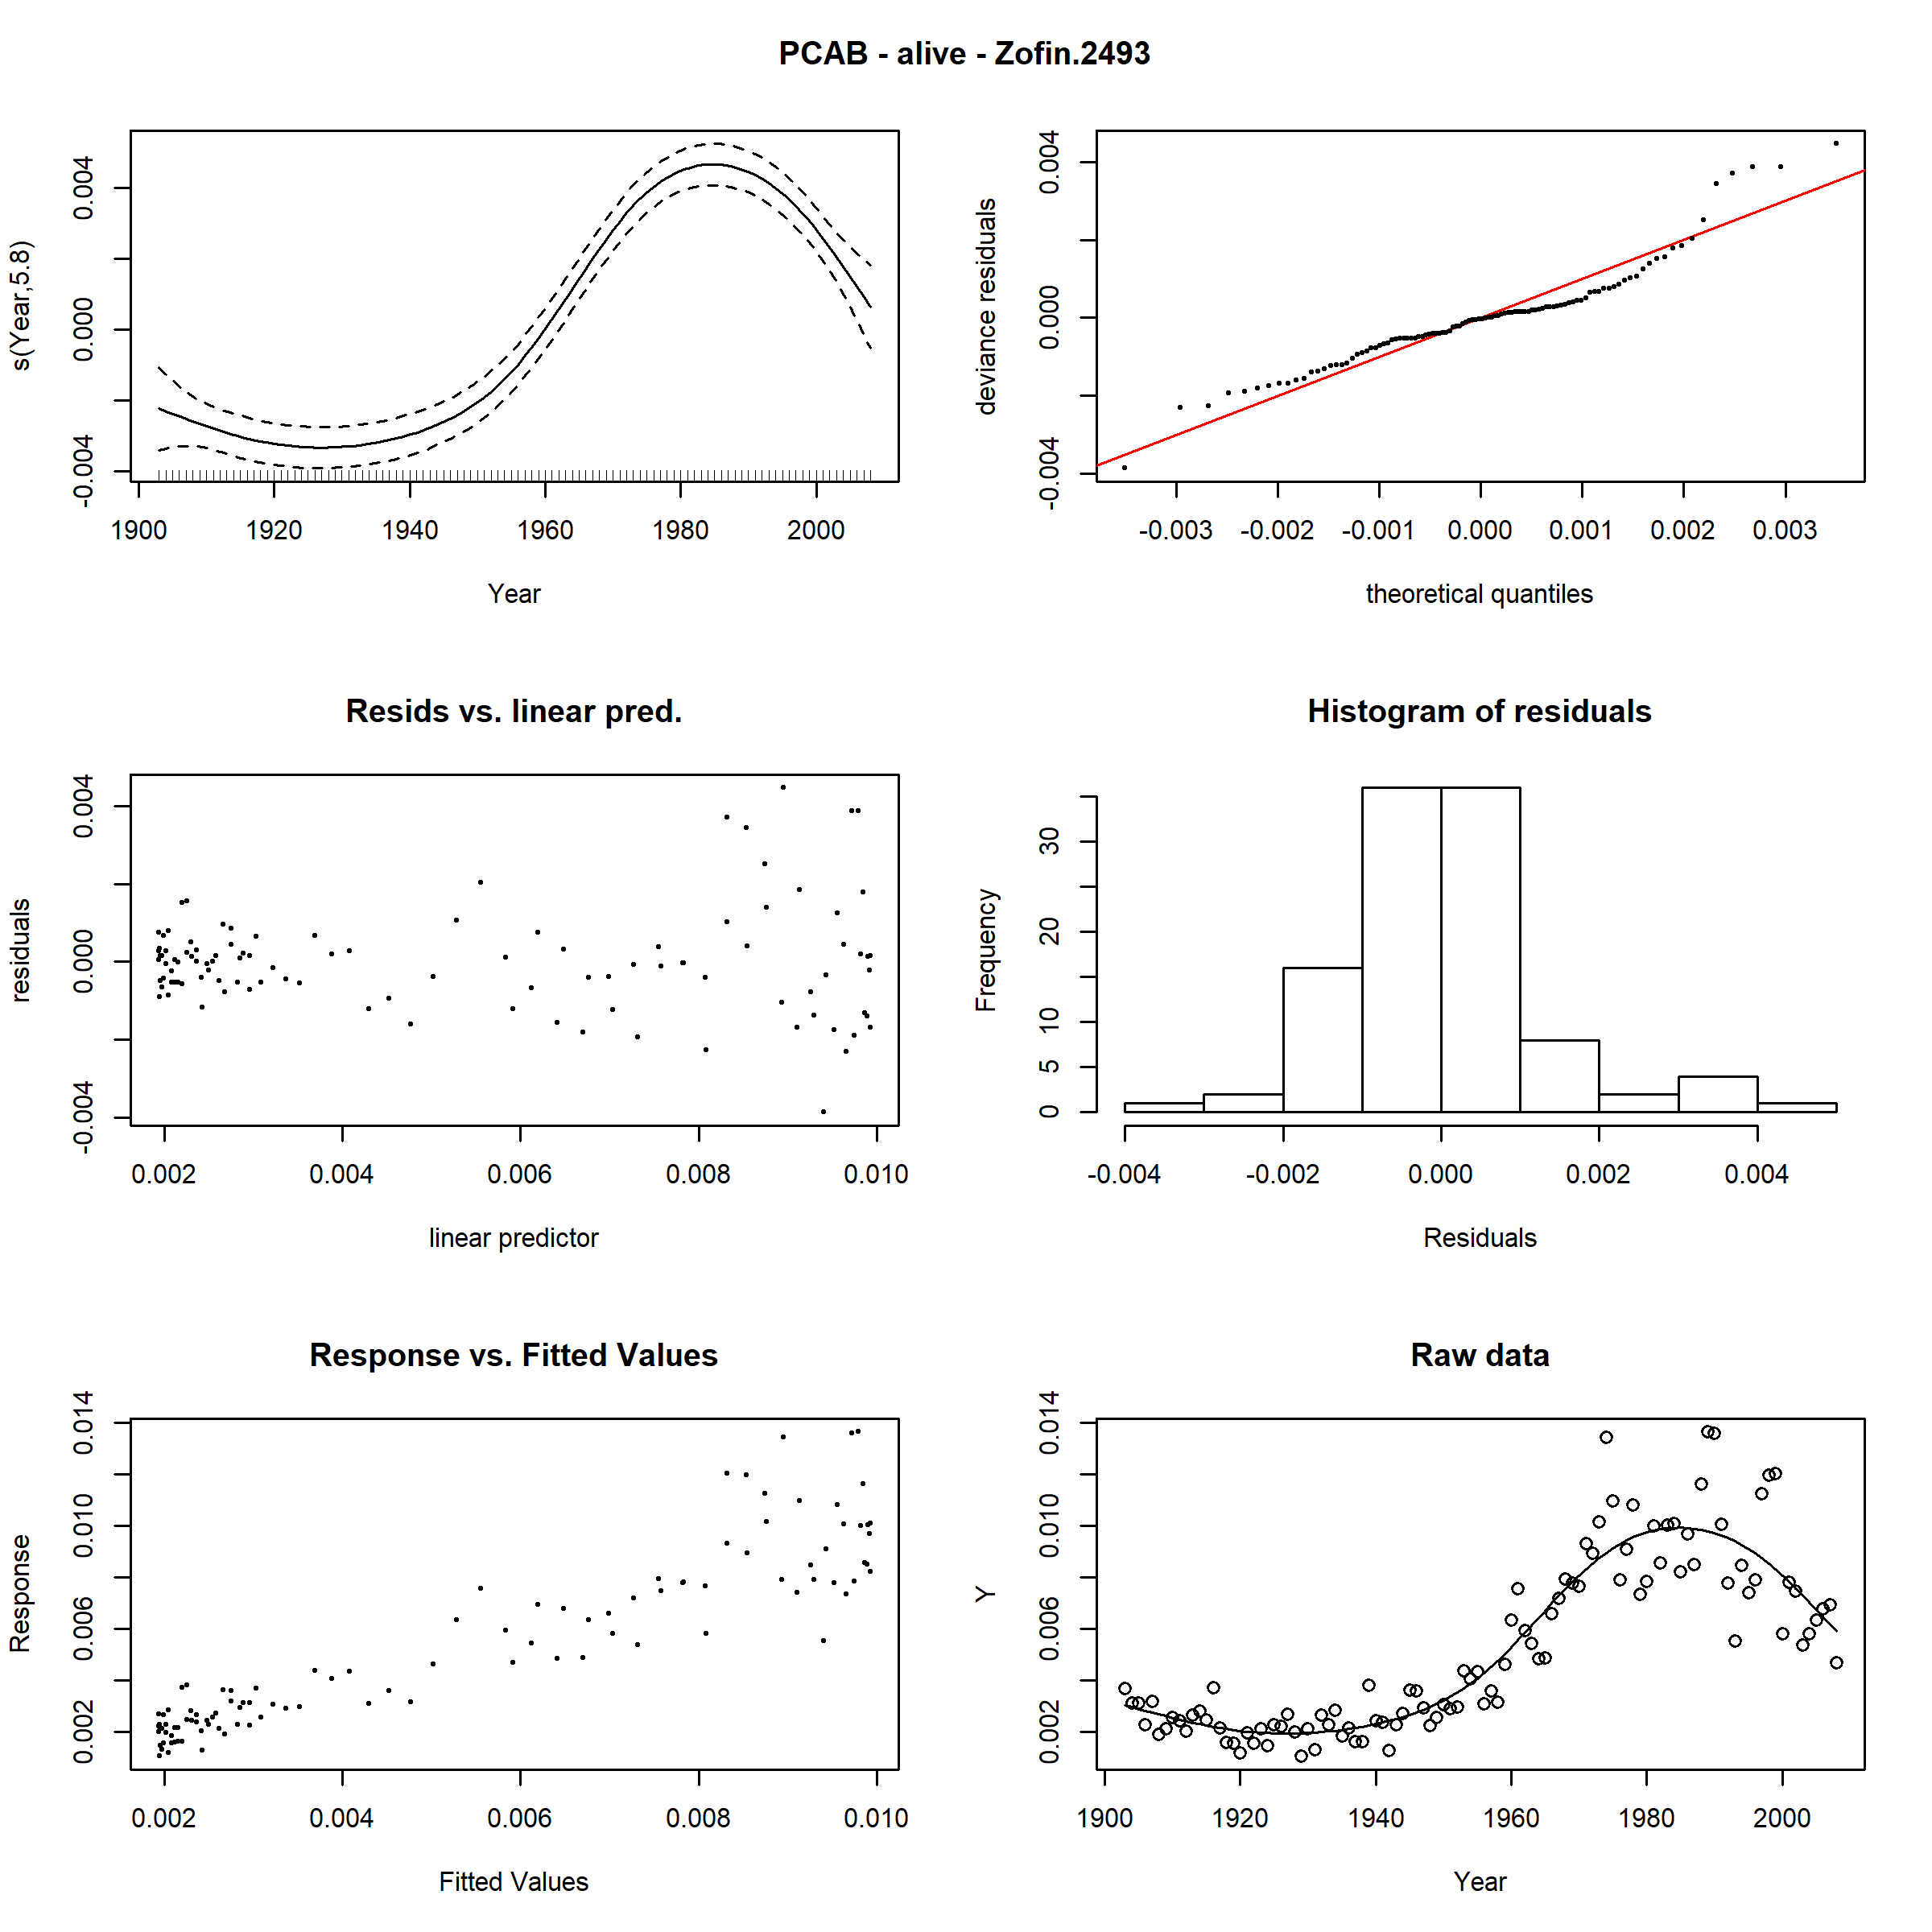 PCAB - alive - Zofin.2493
s(Year,5.8)
-0.004 0.000 0.004
1900 1920 1940 1960 1980 2000
Year
deviance residuals
-0.004 0.000 0.004
-0.003 -0.002 -0.001 0.000 0.001 0.002 0.003
theoretical quantiles
Resids vs. linear pred.
residuals
-0.004 0.000 0.004
0.002 0.004 0.006 0.008 0.010
linear predictor
Histogram of residuals
Frequency
0 5 10 20 30
-0.004 -0.002 0.000 0.002 0.004
Residuals
Response vs. Fitted Values
Response
0.002 0.006 0.010 0.014
0.002 0.004 0.006 0.008 0.010
Fitted Values
Raw data
Y
0.002 0.006 0.010 0.014
1900 1920 1940 1960 1980 2000
Year